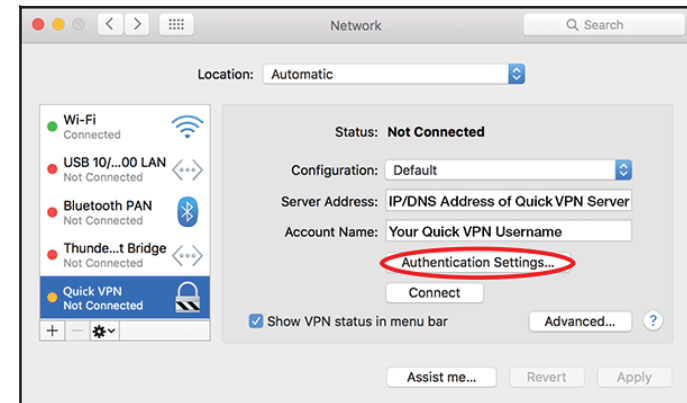 Network
Search
Location: Automatic
Wi-Fi
Connected
USB 10/...00 LAN
Not Connected
Bluetooth PAN
Not Connected
Thunde...t Bridge
Not Connected
Quick VPN
Not Connected
Status: Not Connected
Configuration: Default
Server Address: IP/DNS Address of Quick VPN Server
Account Name: Your Quick VPN Username
Authentication Settings...
Connect
Show VPN status in menu bar
Advanced... ?
Assist me... Revert Apply